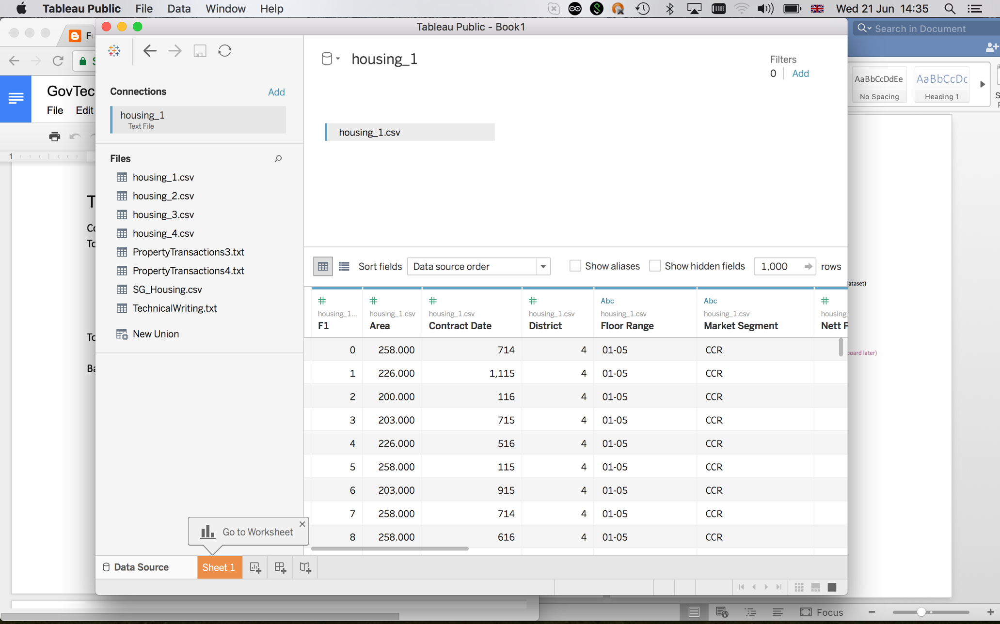 Tableau Public File Data Window Help Wed 21 Jun 14:35
Tableau Public - Book1
Search in Document
GovTec
File Edit
1
housing_1
Filters
0 Add
AaBbCcDdEe AaBbCcDc
No Spacing Heading 1
Connections Add
housing_1
Text File
housing_1.csv
Files
housing_1.csv
housing_2.csv
housing_3.csv
housing_4.csv
PropertyTransactions3.txt
PropertyTransactions4.txt
SG_Housing.csv
TechnicalWriting.txt
New Union
Sort fields Data source order Show aliases Show hidden fields 1,000 rows
ataset)
# # # # Abc Abc #
housing_1... housing_1.csv housing_1.csv housing_1.csv housing_1.csv housing_1.csv housing_
F1 Area Contract Date District Floor Range Market Segment Nett P
0 258.000 714 4 01-05 CCR
oard later)
1 226.000 1,115 4 01-05 CCR
2 200.000 116 4 01-05 CCR
3 203.000 715 4 01-05 CCR
4 226.000 516 4 01-05 CCR
5 258.000 115 4 01-05 CCR
6 203.000 915 4 01-05 CCR
7 258.000 714 4 01-05 CCR
8 258.000 616 4 01-05 CCR
Go to Worksheet
Data Source Sheet 1
Focus